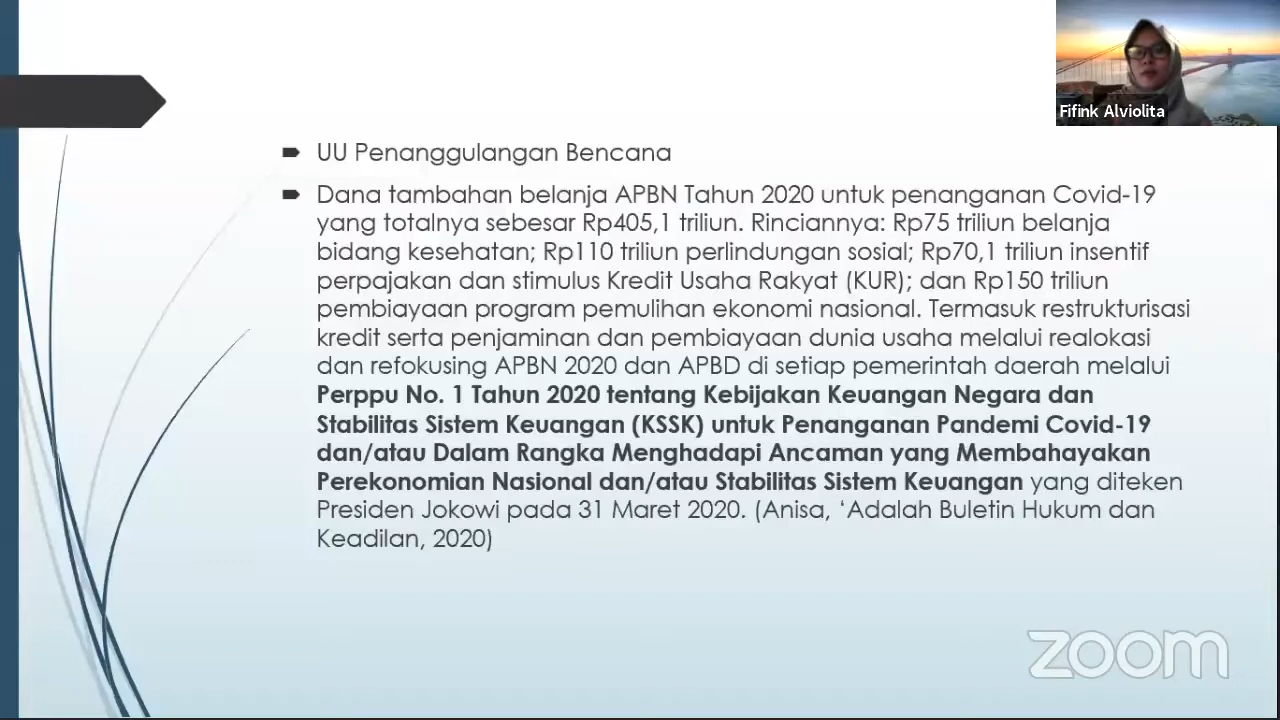 Fifink Alviolita
UU Penanggulangan Bencana
Dana tambahan belanja APBN Tahun 2020 untuk penanganan Covid-19
yang totalnya sebesar Rp405,1 triliun. Rinciannya: Rp75 triliun belanja
bidang kesehatan; Rp110 triliun perlindungan sosial; Rp70,1 triliun insentif
perpajakan dan stimulus Kredit Usaha Rakyat (KUR); dan Rp150 triliun
pembiayaan program pemulihan ekonomi nasional. Termasuk restrukturisasi
kredit serta penjaminan dan pembiayaan dunia usaha melalui realokasi
dan refokusing APBN 2020 dan APBD di setiap pemerintah daerah melalui
Perppu No. 1 Tahun 2020 tentang Kebijakan Keuangan Negara dan
Stabilitas Sistem Keuangan (KSSK) untuk Penanganan Pandemi Covid-19
dan/atau Dalam Rangka Menghadapi Ancaman yang Membahayakan
Perekonomian Nasional dan/atau Stabilitas Sistem Keuangan yang diteken
Presiden Jokowi pada 31 Maret 2020. (Anisa, ‘Adalah Buletin Hukum dan
Keadilan, 2020)
zoom